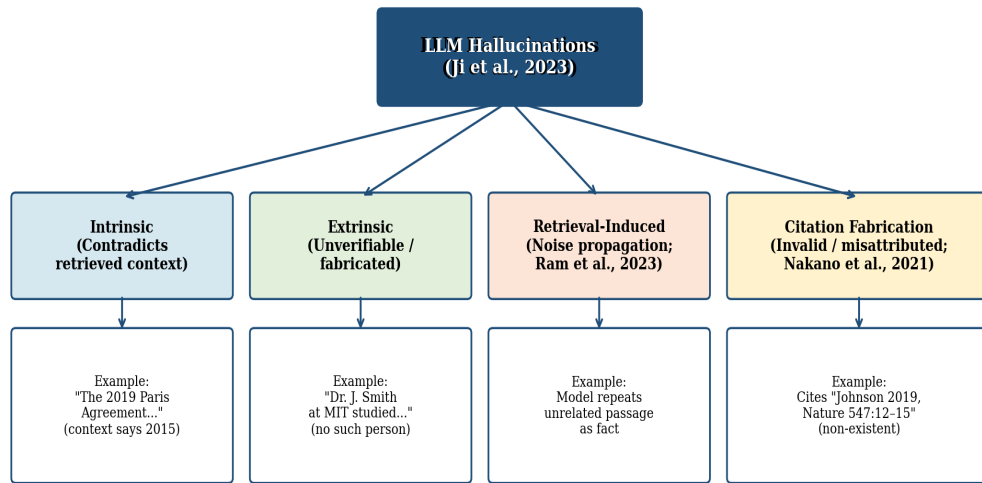 LLM Hallucinations
(Ji et al., 2023)
Intrinsic
(Contradicts
retrieved context)
Extrinsic
(Unverifiable /
fabricated)
Retrieval-Induced
(Noise propagation;
Ram et al., 2023)
Citation Fabrication
(Invalid / misattributed;
Nakano et al., 2021)
Example:
"The 2019 Paris
Agreement..."
(context says 2015)
Example:
"Dr. J. Smith
at MIT studied..."
(no such person)
Example:
Model repeats
unrelated passage
as fact
Example:
Cites "Johnson 2019,
Nature 547:12–15"
(non-existent)